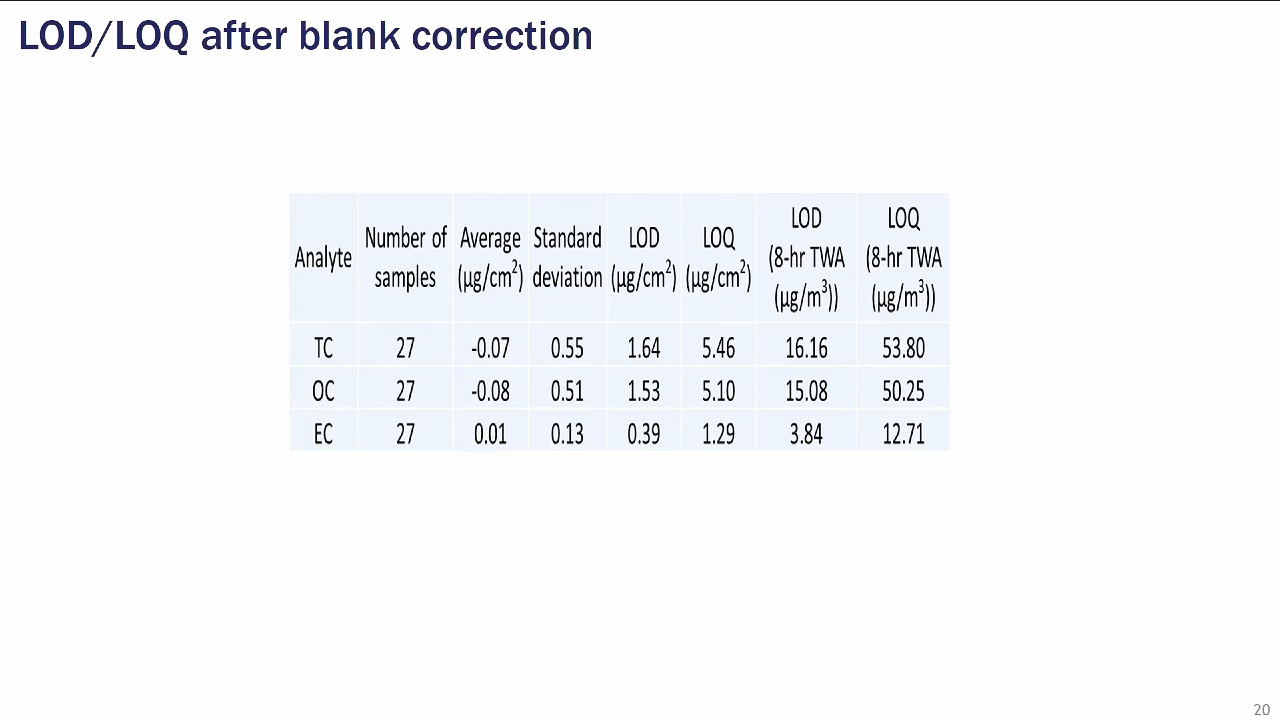 LOD/LOQ after blank correction
Analyte Number of samples Average (µg/cm²) Standard deviation LOD (µg/cm²) LOQ (µg/cm²) LOD (8-hr TWA (µg/m³)) LOQ (8-hr TWA (µg/m³))
TC 27 -0.07 0.55 1.64 5.46 16.16 53.80
OC 27 -0.08 0.51 1.53 5.10 15.08 50.25
EC 27 0.01 0.13 0.39 1.29 3.84 12.71
20